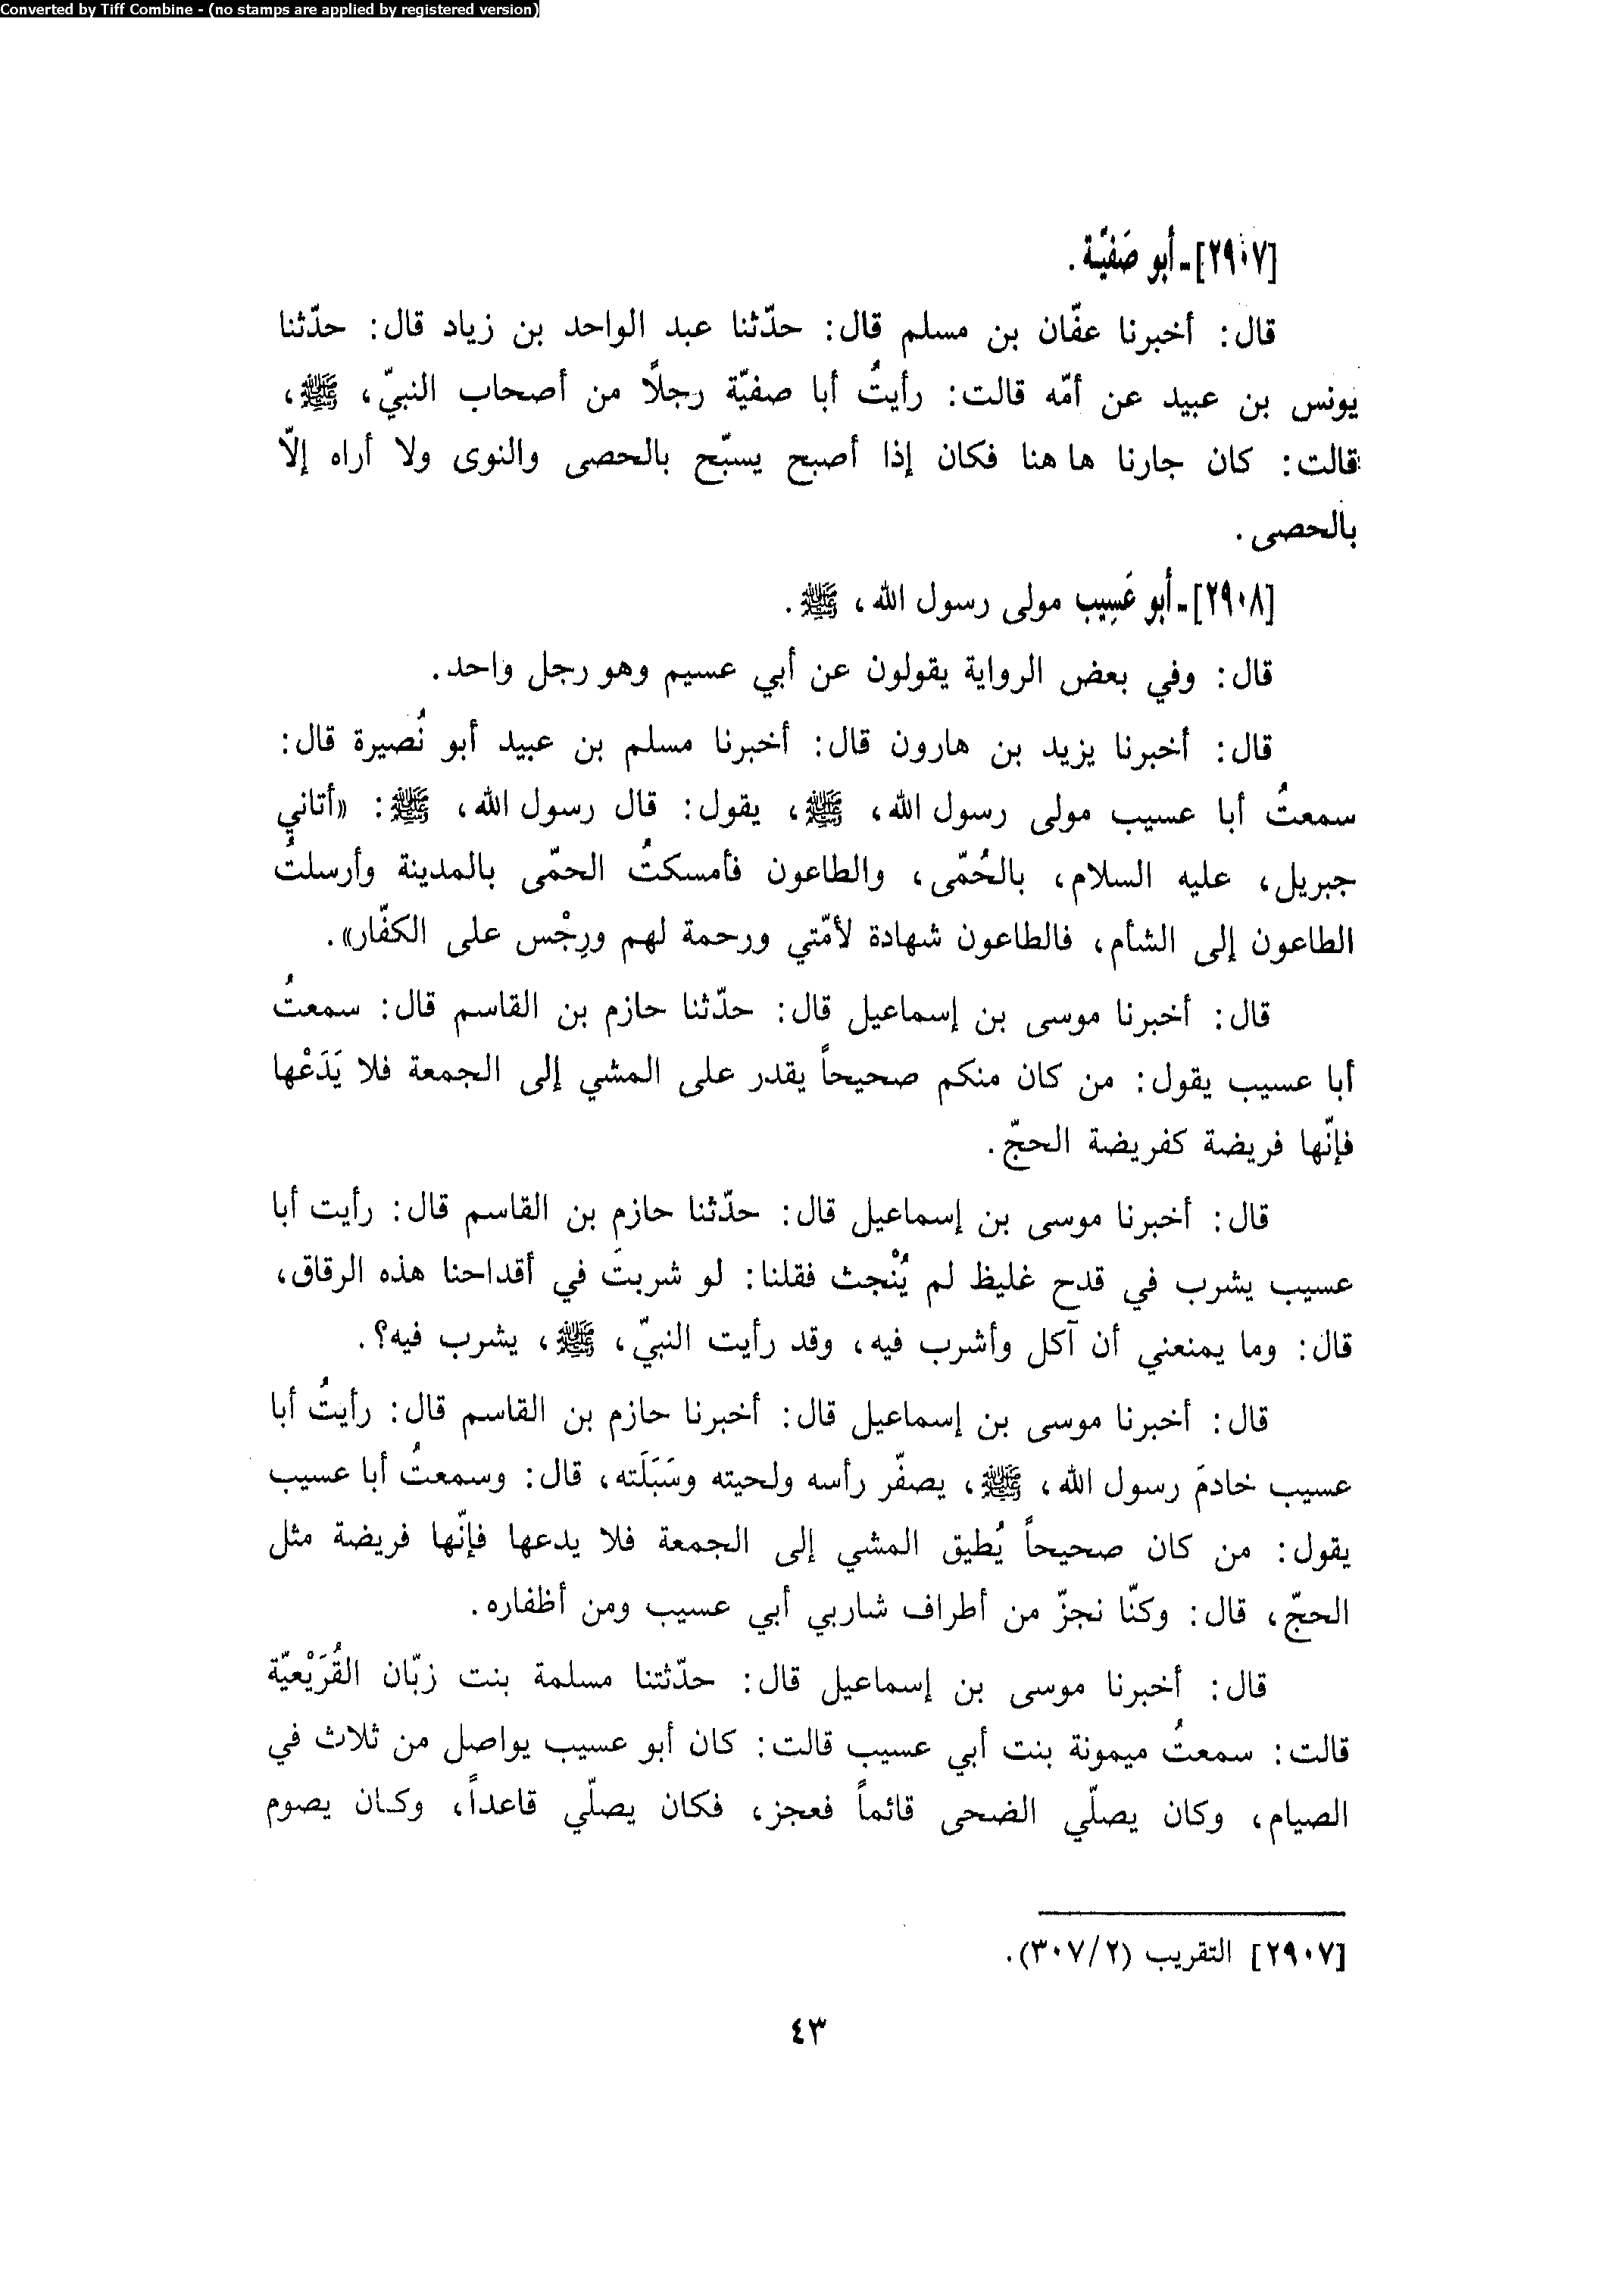 Converted by Tiff Combine - (no stamps are applied by registered version)
[٢٩٠٧]ـ أبو صَفيّة.
قال: أخبرنا عفّان بن مسلم قال: حدّثنا عبد الواحد بن زياد قال: حدّثنا
يونس بن عبيد عن أمّه قالت: رأيتُ أبا صفيّة رجلًا من أصحاب النبيّ، ﷺ،
قالت: كان جارنا ها هنا فكان إذا أصبح يسبّح بالحصى والنوى ولا أراه إلّا
بالحصى.
[٢٩٠٨]ـ أبو عَسِيب مولى رسول الله، ﷺ.
قال: وفي بعض الرواية يقولون عن أبي عسيم وهو رجل واحد.
قال: أخبرنا يزيد بن هارون قال: أخبرنا مسلم بن عبيد أبو نُصيرة قال:
سمعتُ أبا عسيب مولى رسول الله، ﷺ، يقول: قال رسول الله، ﷺ: «أتاني
جبريل، عليه السلام، بالحُمّى، والطاعون فأمسكتُ الحمّى بالمدينة وأرسلتُ
الطاعون إلى الشأم، فالطاعون شهادة لأمّتي ورحمة لهم ورِجْس على الكفّار».
قال: أخبرنا موسى بن إسماعيل قال: حدّثنا حازم بن القاسم قال: سمعتُ
أبا عسيب يقول: من كان منكم صحيحاً يقدر على المشي إلى الجمعة فلا يَدَعْها
فإنّها فريضة كفريضة الحجّ.
قال: أخبرنا موسى بن إسماعيل قال: حدّثنا حازم بن القاسم قال: رأيت أبا
عسيب يشرب في قدح غليظ لم يُنْجث فقلنا: لو شربتَ في أقداحنا هذه الرقاق،
قال: وما يمنعني أن آكل وأشرب فيه، وقد رأيت النبيّ، ﷺ، يشرب فيه؟.
قال: أخبرنا موسى بن إسماعيل قال: أخبرنا حازم بن القاسم قال: رأيتُ أبا
عسيب خادمَ رسول الله، ﷺ، يصفّر رأسه ولحيته وسَبَلَته، قال: وسمعتُ أبا عسيب
يقول: من كان صحيحاً يُطيق المشي إلى الجمعة فلا يدعها فإنّها فريضة مثل
الحجّ، قال: وكنّا نجزّ من أطراف شاربي أبي عسيب ومن أظفاره.
قال: أخبرنا موسى بن إسماعيل قال: حدّثتنا مسلمة بنت زبّان القُرَيْعيّة
قالت: سمعتُ ميمونة بنت أبي عسيب قالت: كان أبو عسيب يواصل من ثلاث في
الصيام، وكان يصلّي الضحى قائماً فعجز، فكان يصلّي قاعداً، وكان يصوم
[٢٩٠٧] التقريب (٣٠٧/٢).
٤٣